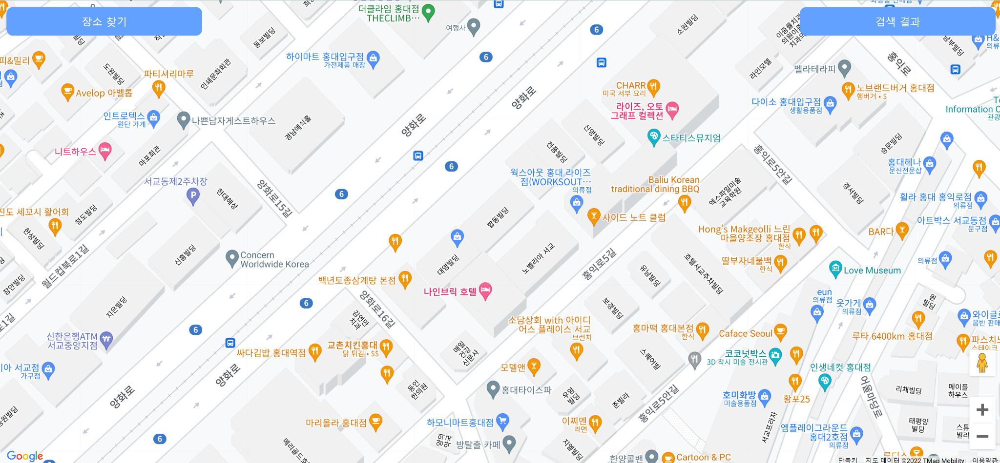 장소 찾기
검색 결과
더클라임 홍대점
THECLIMB…
여행사
소원빌딩
동보빌딩
하이마트 홍대입구점
가전제품 매장
피&밀리
도원빌딩
인쇄문화회관
파티셔리마루
Avelop 아벨롭
인트로텍스
원단 가게
나쁜남자게스트하우스
경남예식홀
니트하우스
마포회관
양화로
양화로
6
6
6
6
6
6
6
CHARR
미국 서부 요리
라이즈, 오토
그래프 컬렉션
스타티스뮤지엄
신영빌딩
천풍빌딩
라인모텔
이종률치과
벨라테라피
노브랜드버거 홍대점
햄버거 • $
다이소 홍대입구점
생활용품점
홍익로
남부빌딩
H&
의류
Information C
관광
승문빌딩
홍익로5안길
홍대헤나
문신전문샵
경서빌딩
휠라 홍대 홍익로점
의류점
아트박스 서교동점
문구점
BAR다
의류점
웍스아웃 홍대 라이즈
점(WORKSOUT…
의류점
Baliu Korean
traditional dining BBQ
엑스파일미술
교육학원
사이드 노트 클럽
Hong's Makgeolli 느린
마을양조장 홍대점
한식
딸부자네불백
한식
호텔서교주차빌딩
유남빌딩
Love Museum
서교동제2주차장
현대해상
양화로15길
진도 세꼬시 활어회
청도빌딩
한성빌딩
월드컵북로1길
신흥빌딩
Concern
Worldwide Korea
장안빌딩
지은빌딩
합동빌딩
대영빌딩
노벨리아 서교
백년토종삼계탕 본점
나인브릭 호텔
홍익로5길
보경빌딩
양화로16길
김연만
치과
신한은행ATM
서교중앙지점
아 서교점
가구점
교촌치킨홍대
닭 튀김 • $$
싸다김밥 홍대역점
양화로
양화로
매일
건강
신문사
소담상회 with 아이디
어스 플레이스 서교
브런치
모델앤
홍마떡 홍대본점
한식
스퀘어빌
Caface Seoul
코코넛박스
3D 착시 미술 전시관
eun
의류점
옷가게
의류점
원
빌딩
와이글
음반 판매
루타 6400km 홍대점
파스치
스테이크
인생네컷 홍대점
황포25
호미화방
미술용품점
어울마당로
리채빌딩
메이플
하우스
태평양
빌딩
스튜
빌리
홍대타이스파
동인
한의원
준빌라
홍익로5안길
이찌멘
라면
지엘빌딩
하모니마트홍대점
방탈출 카페
양의
약국
마리올라 홍대점
서교프라자
엠플레이그라운드
홍대2호점
의류점
한양콜밴
Cartoon & PC
Google
단축키
지도 데이터 ©2022 TMap Mobility
이용약관